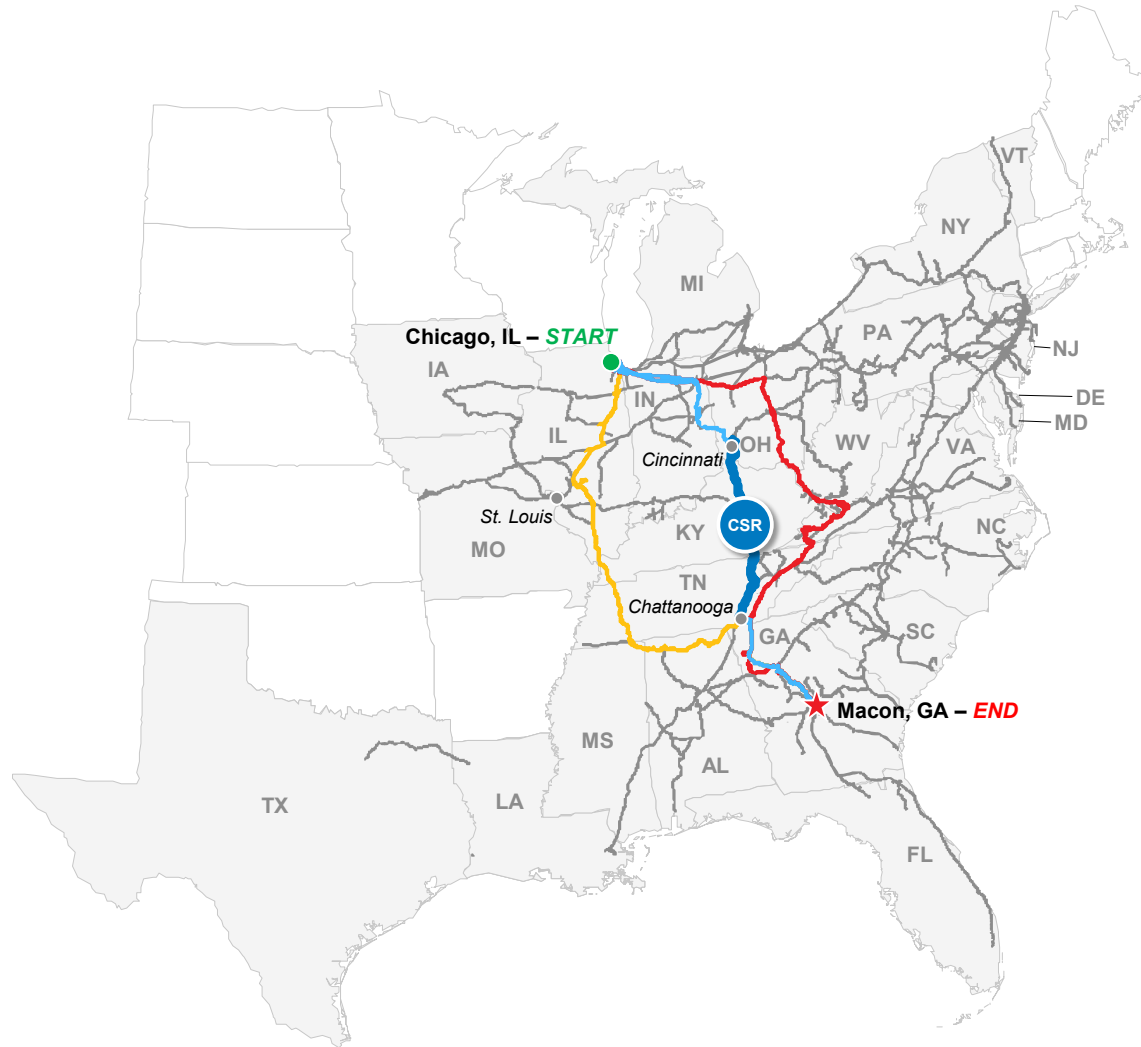 VT
NY
MI
PA
Chicago, IL – START
NJ
IA
IN
DE
OH
MD
IL
WV
VA
Cincinnati
St. Louis
CSR
KY
NC
MO
TN
Chattanooga
GA
SC
Macon, GA – END
MS
AL
TX
LA
FL